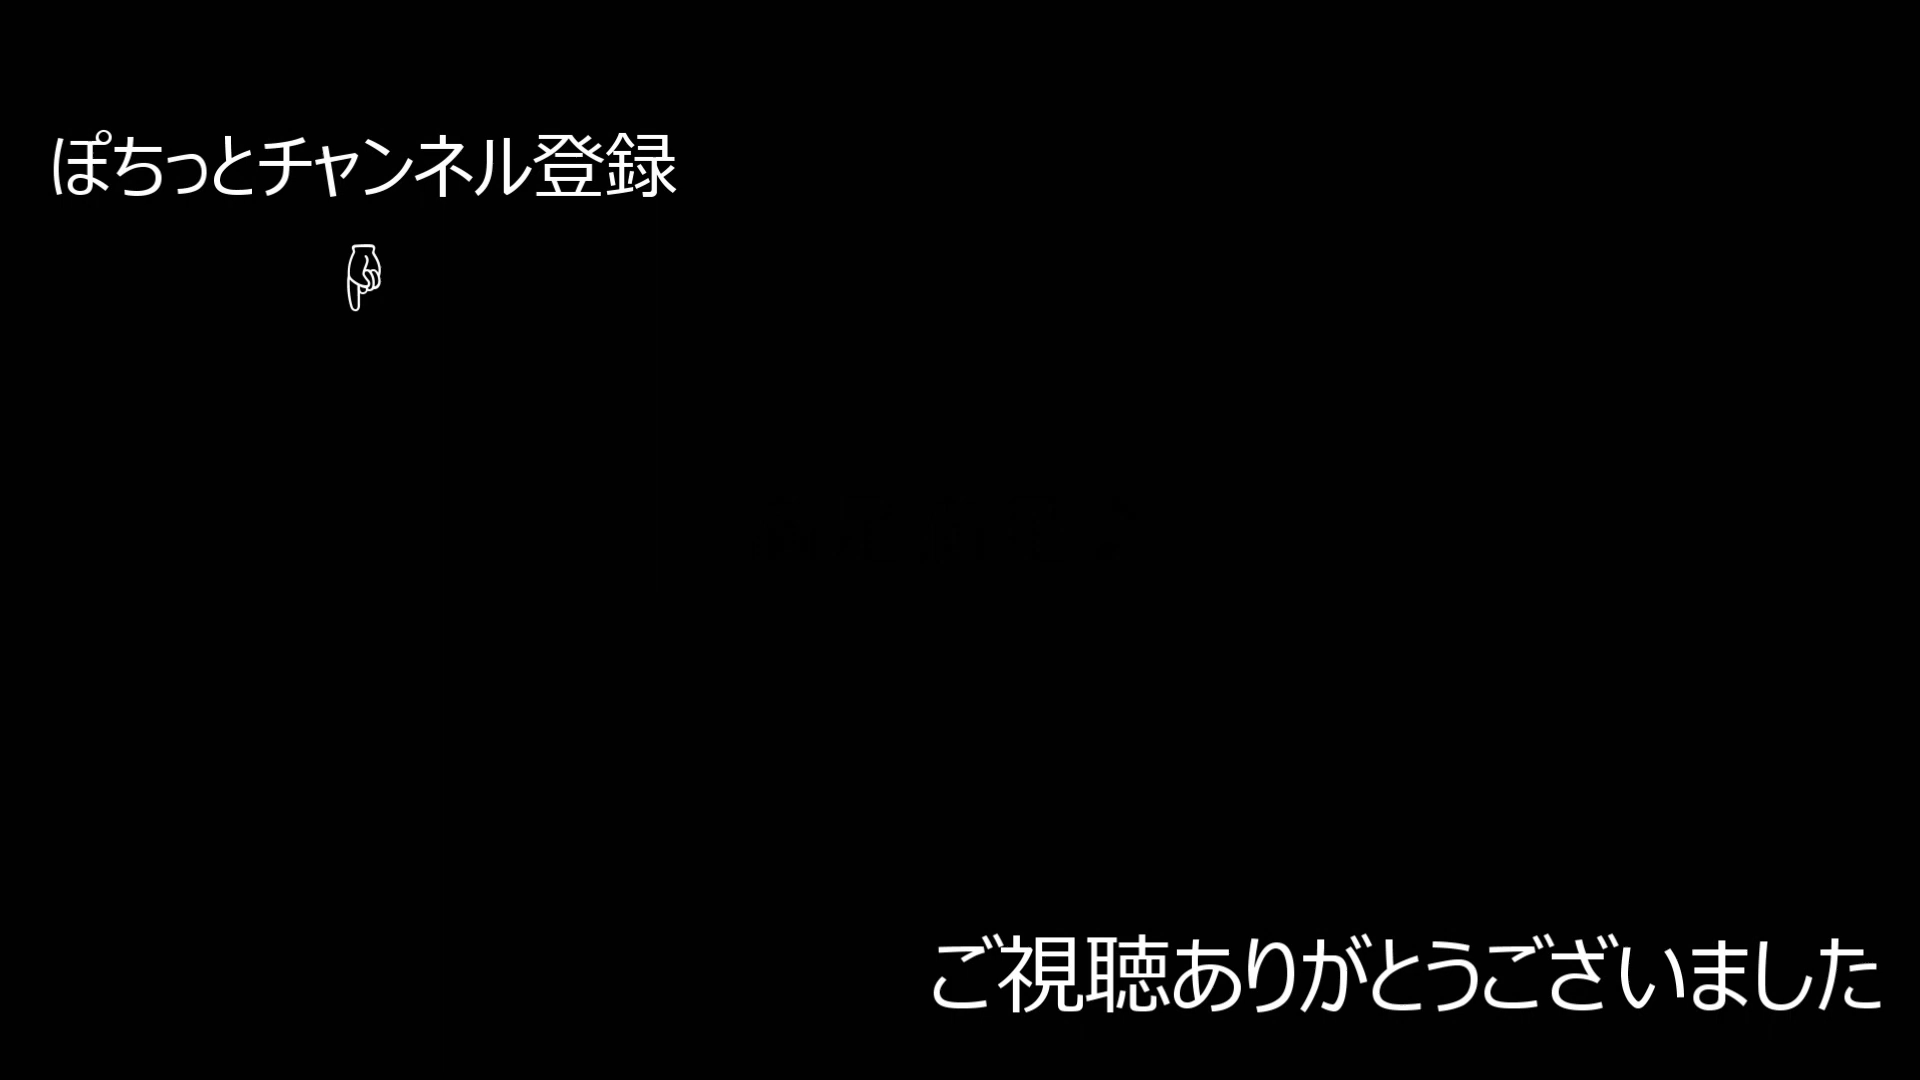 ぽちっとチャンネル登録
☟
ご視聴ありがとうございました